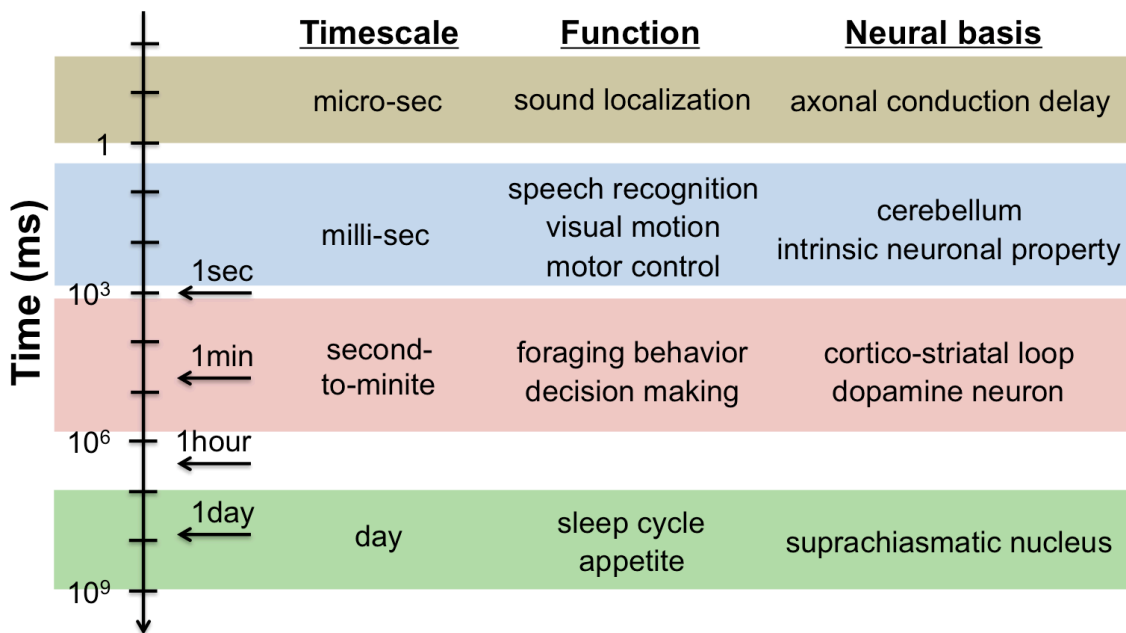 Timescale Function Neural basis
micro-sec sound localization axonal conduction delay
1
speech recognition
visual motion
motor control
milli-sec
cerebellum
intrinsic neuronal property
Time (ms)
1sec
10³
1min
second-
to-minite
foraging behavior
decision making
cortico-striatal loop
dopamine neuron
10⁶
1hour
1day
day
sleep cycle
appetite
suprachiasmatic nucleus
10⁹